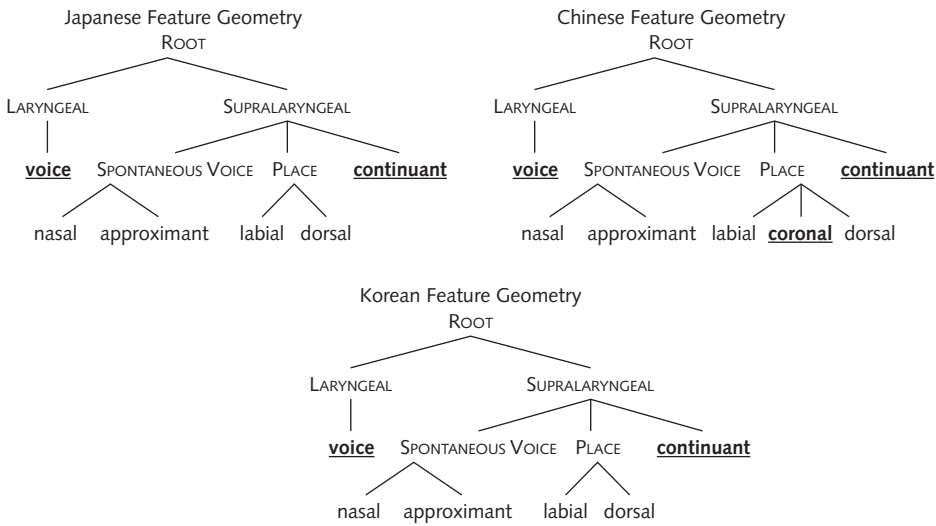 Japanese Feature Geometry
ROOT
LARYNGEAL SUPRALARYNGEAL
voice SPONTANEOUS VOICE PLACE continuant
nasal approximant labial dorsal
Chinese Feature Geometry
ROOT
LARYNGEAL SUPRALARYNGEAL
voice SPONTANEOUS VOICE PLACE continuant
nasal approximant labial coronal dorsal
Korean Feature Geometry
ROOT
LARYNGEAL SUPRALARYNGEAL
voice SPONTANEOUS VOICE PLACE continuant
nasal approximant labial dorsal